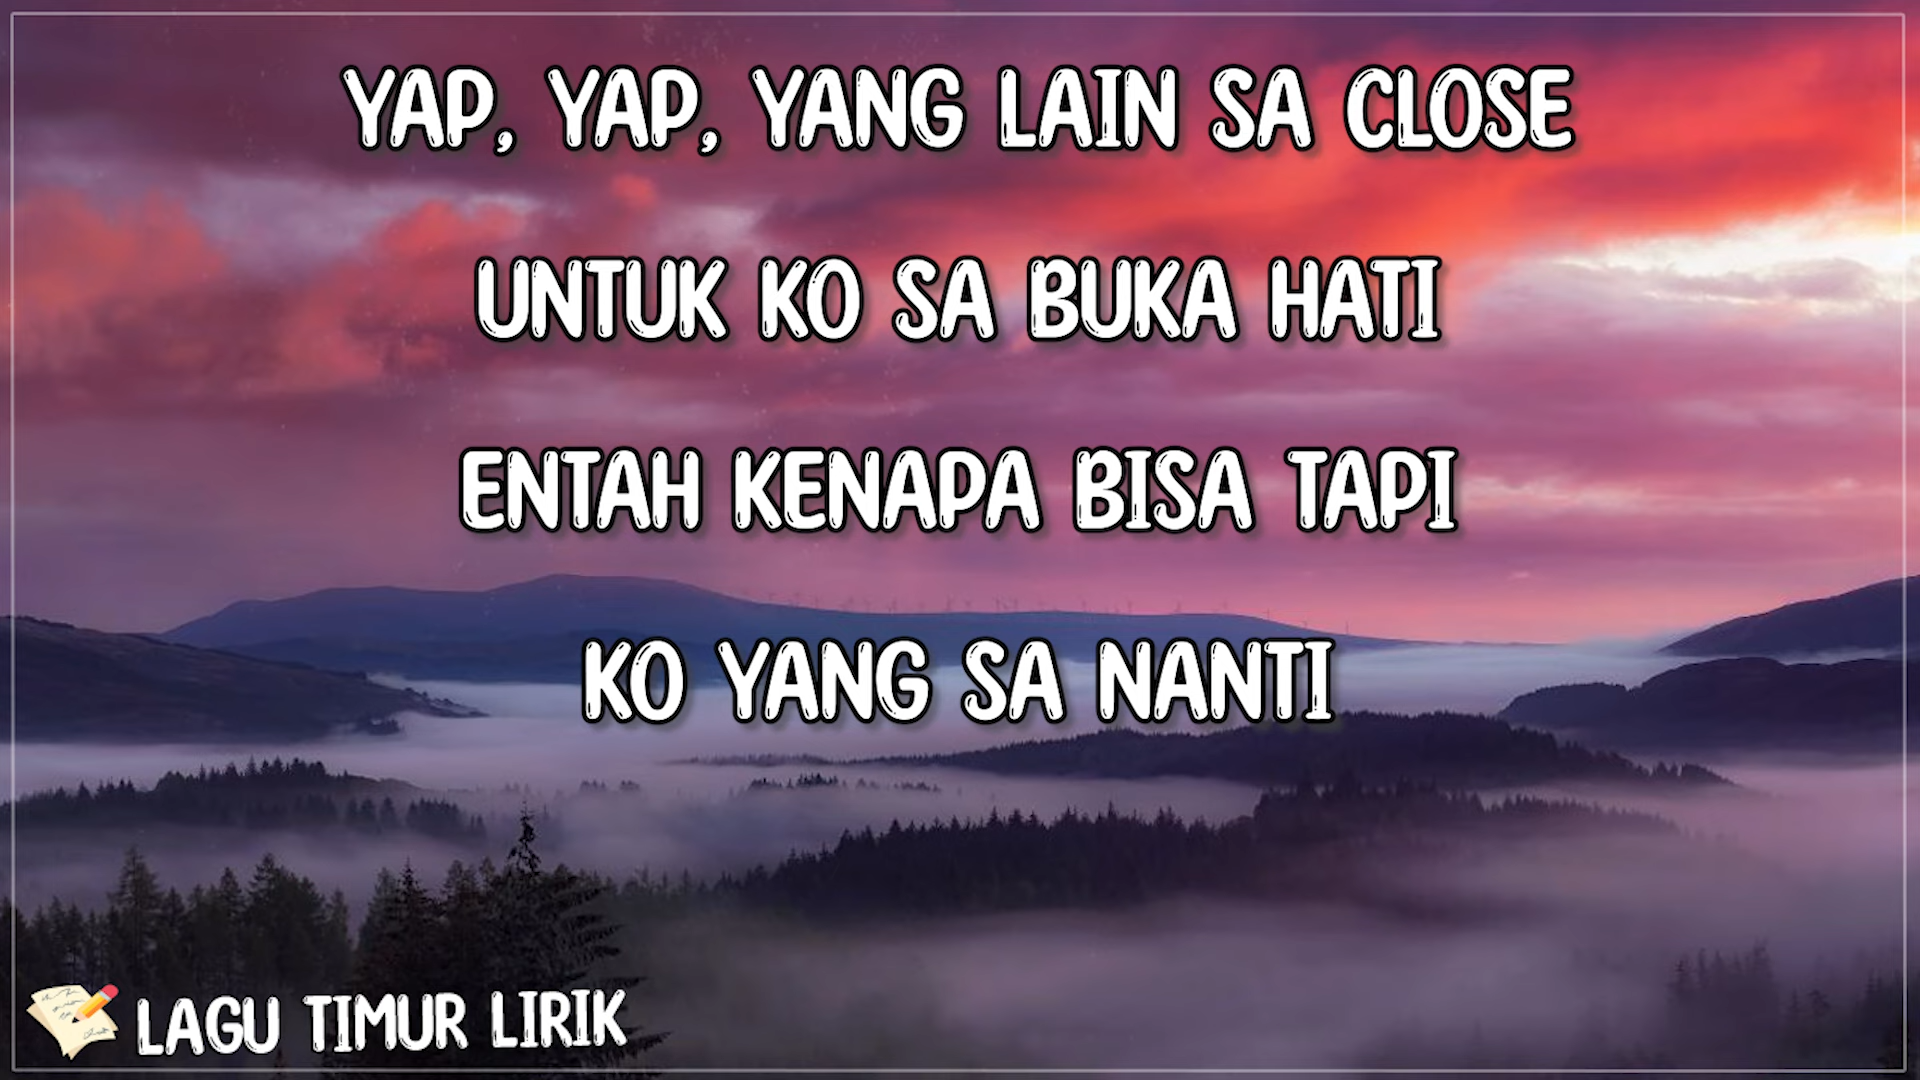 YAP, YAP, YANG LAIN SA CLOSE
UNTUK KO SA BUKA HATI
ENTAH KENAPA BISA TAPI
KO YANG SA NANTI
LAGU TIMUR LIRIK